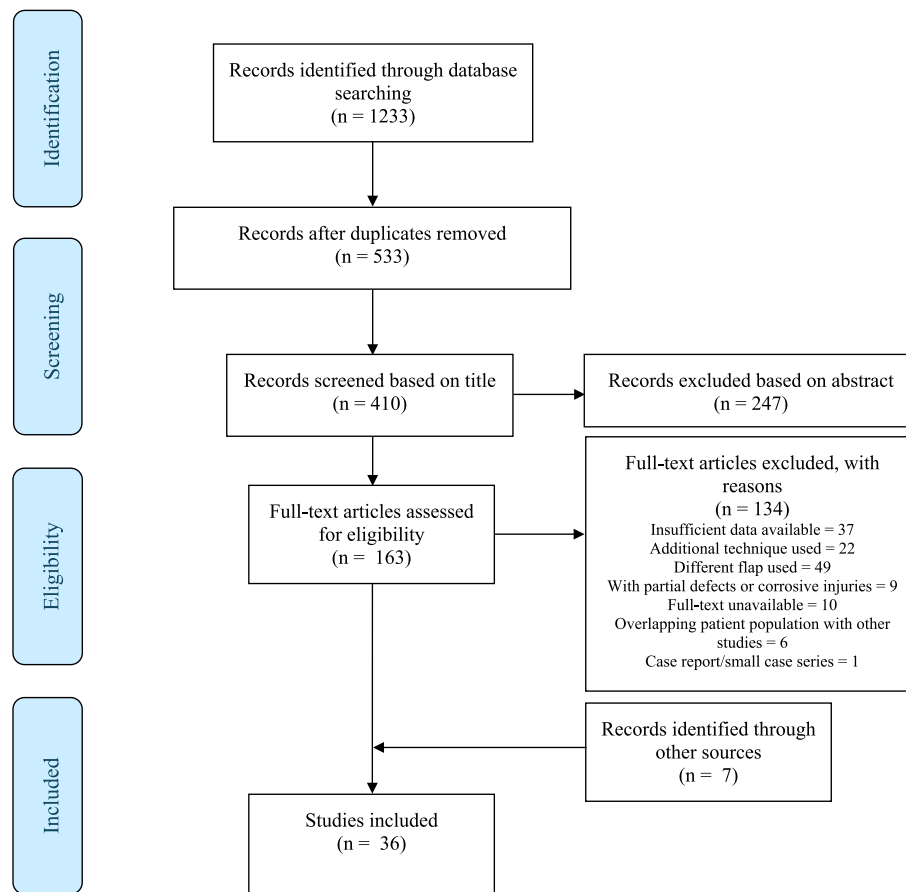 Identification
Records identified through database
searching
(n = 1233)
Records after duplicates removed
(n = 533)
Screening
Records screened based on title
(n = 410)
Records excluded based on abstract
(n = 247)
Eligibility
Full-text articles assessed
for eligibility
(n = 163)
Full-text articles excluded, with
reasons
(n = 134)
Insufficient data available = 37
Additional technique used = 22
Different flap used = 49
With partial defects or corrosive injuries = 9
Full-text unavailable = 10
Overlapping patient population with other
studies = 6
Case report/small case series = 1
Included
Records identified through
other sources
(n = 7)
Studies included
(n = 36)